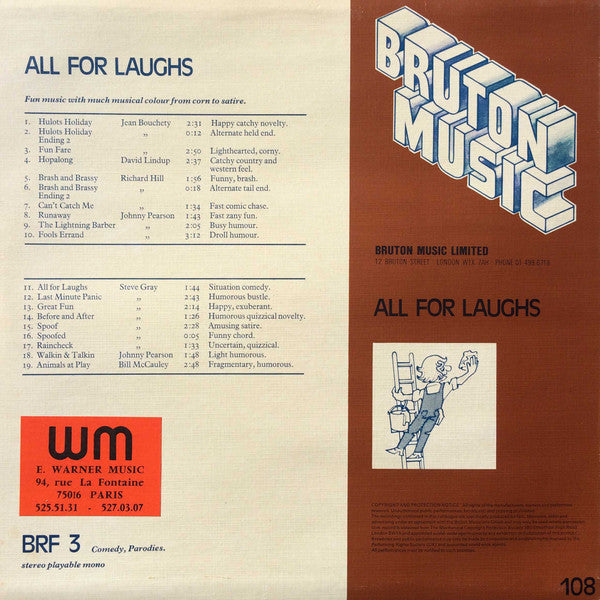 ALL FOR LAUGHS
Fun music with much musical colour from corn to satire.
1. Hulots Holiday Jean Bouchety 2:31 Happy catchy novelty.
2. Hulots Holiday Ending 2 ,, 0:12 Alternate held end.
3. Fun Fare ,, 2:50 Lighthearted, corny.
4. Hopalong David Lindup 2:37 Catchy country and western feel.
5. Brash and Brassy Richard Hill 1:56 Funny, brash.
6. Brash and Brassy Ending 2 ,, 0:18 Alternate tail end.
7. Can't Catch Me ,, 1:34 Fast comic chase.
8. Runaway Johnny Pearson 1:43 Fast zany fun.
9. The Lightning Barber ,, 2:05 Busy humour.
10. Fools Errand ,, 3:12 Droll humour.
11. All for Laughs Steve Gray 1:44 Situation comedy.
12. Last Minute Panic ,, 2:43 Humorous bustle.
13. Great Fun ,, 2:14 Happy, exuberant.
14. Before and After ,, 1:26 Humorous quizzical novelty.
15. Spoof ,, 2:28 Amusing satire.
16. Spoofed ,, 0:05 Funny chord.
17. Raincheck ,, 1:33 Uncertain, quizzical.
18. Walkin & Talkin Johnny Pearson 1:48 Light humorous.
19. Animals at Play Bill McCauley 2:48 Fragmentary, humorous.
wm
E. WARNER MUSIC
94, rue La Fontaine
75016 PARIS
525.51.31 - 527.03.07
BRF 3 Comedy, Parodies.
stereo playable mono
BRUTON
MUSIC
BRUTON MUSIC LIMITED
12 BRUTON STREET LONDON W1X 7AH PHONE 01-499 6718
ALL FOR LAUGHS
COPYRIGHT AND PROTECTION NOTICE
108